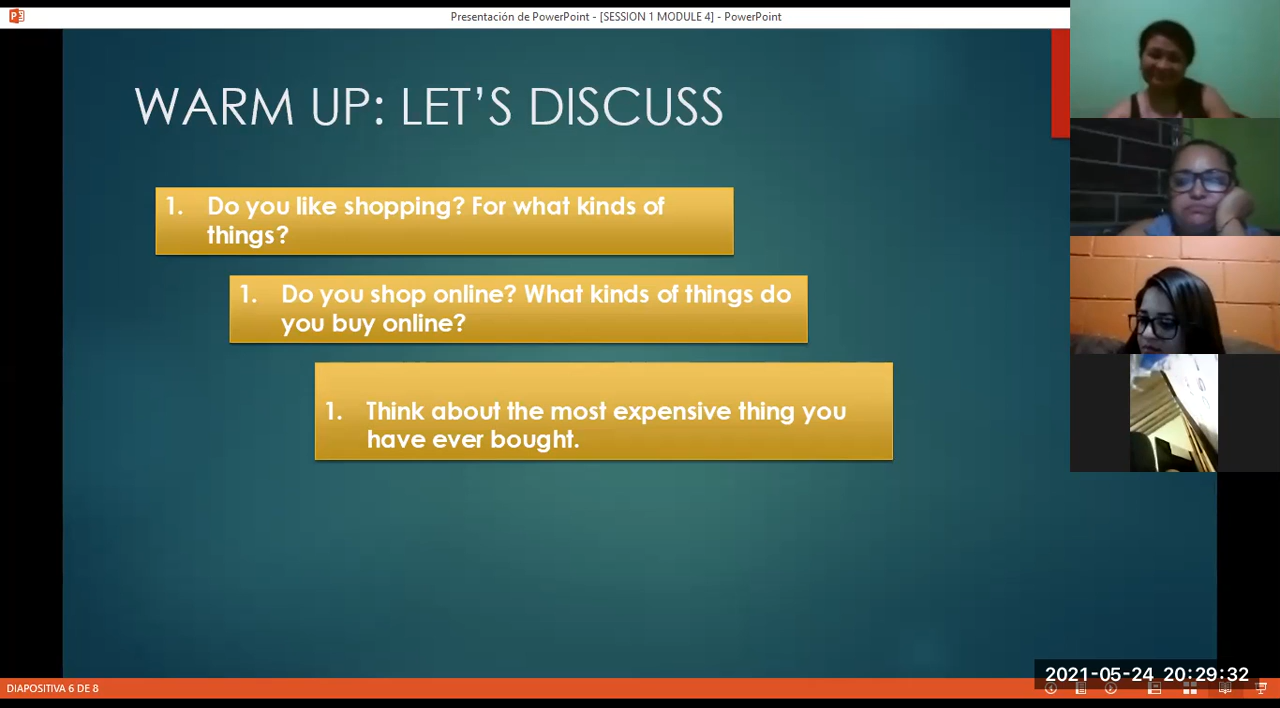 Presentación de PowerPoint - [SESSION 1 MODULE 4] - PowerPoint
WARM UP: LET’S DISCUSS
1. Do you like shopping? For what kinds of
things?
1. Do you shop online? What kinds of things do
you buy online?
1. Think about the most expensive thing you
have ever bought.
2021-05-24 20:29:32
DIAPOSITIVA 6 DE 8